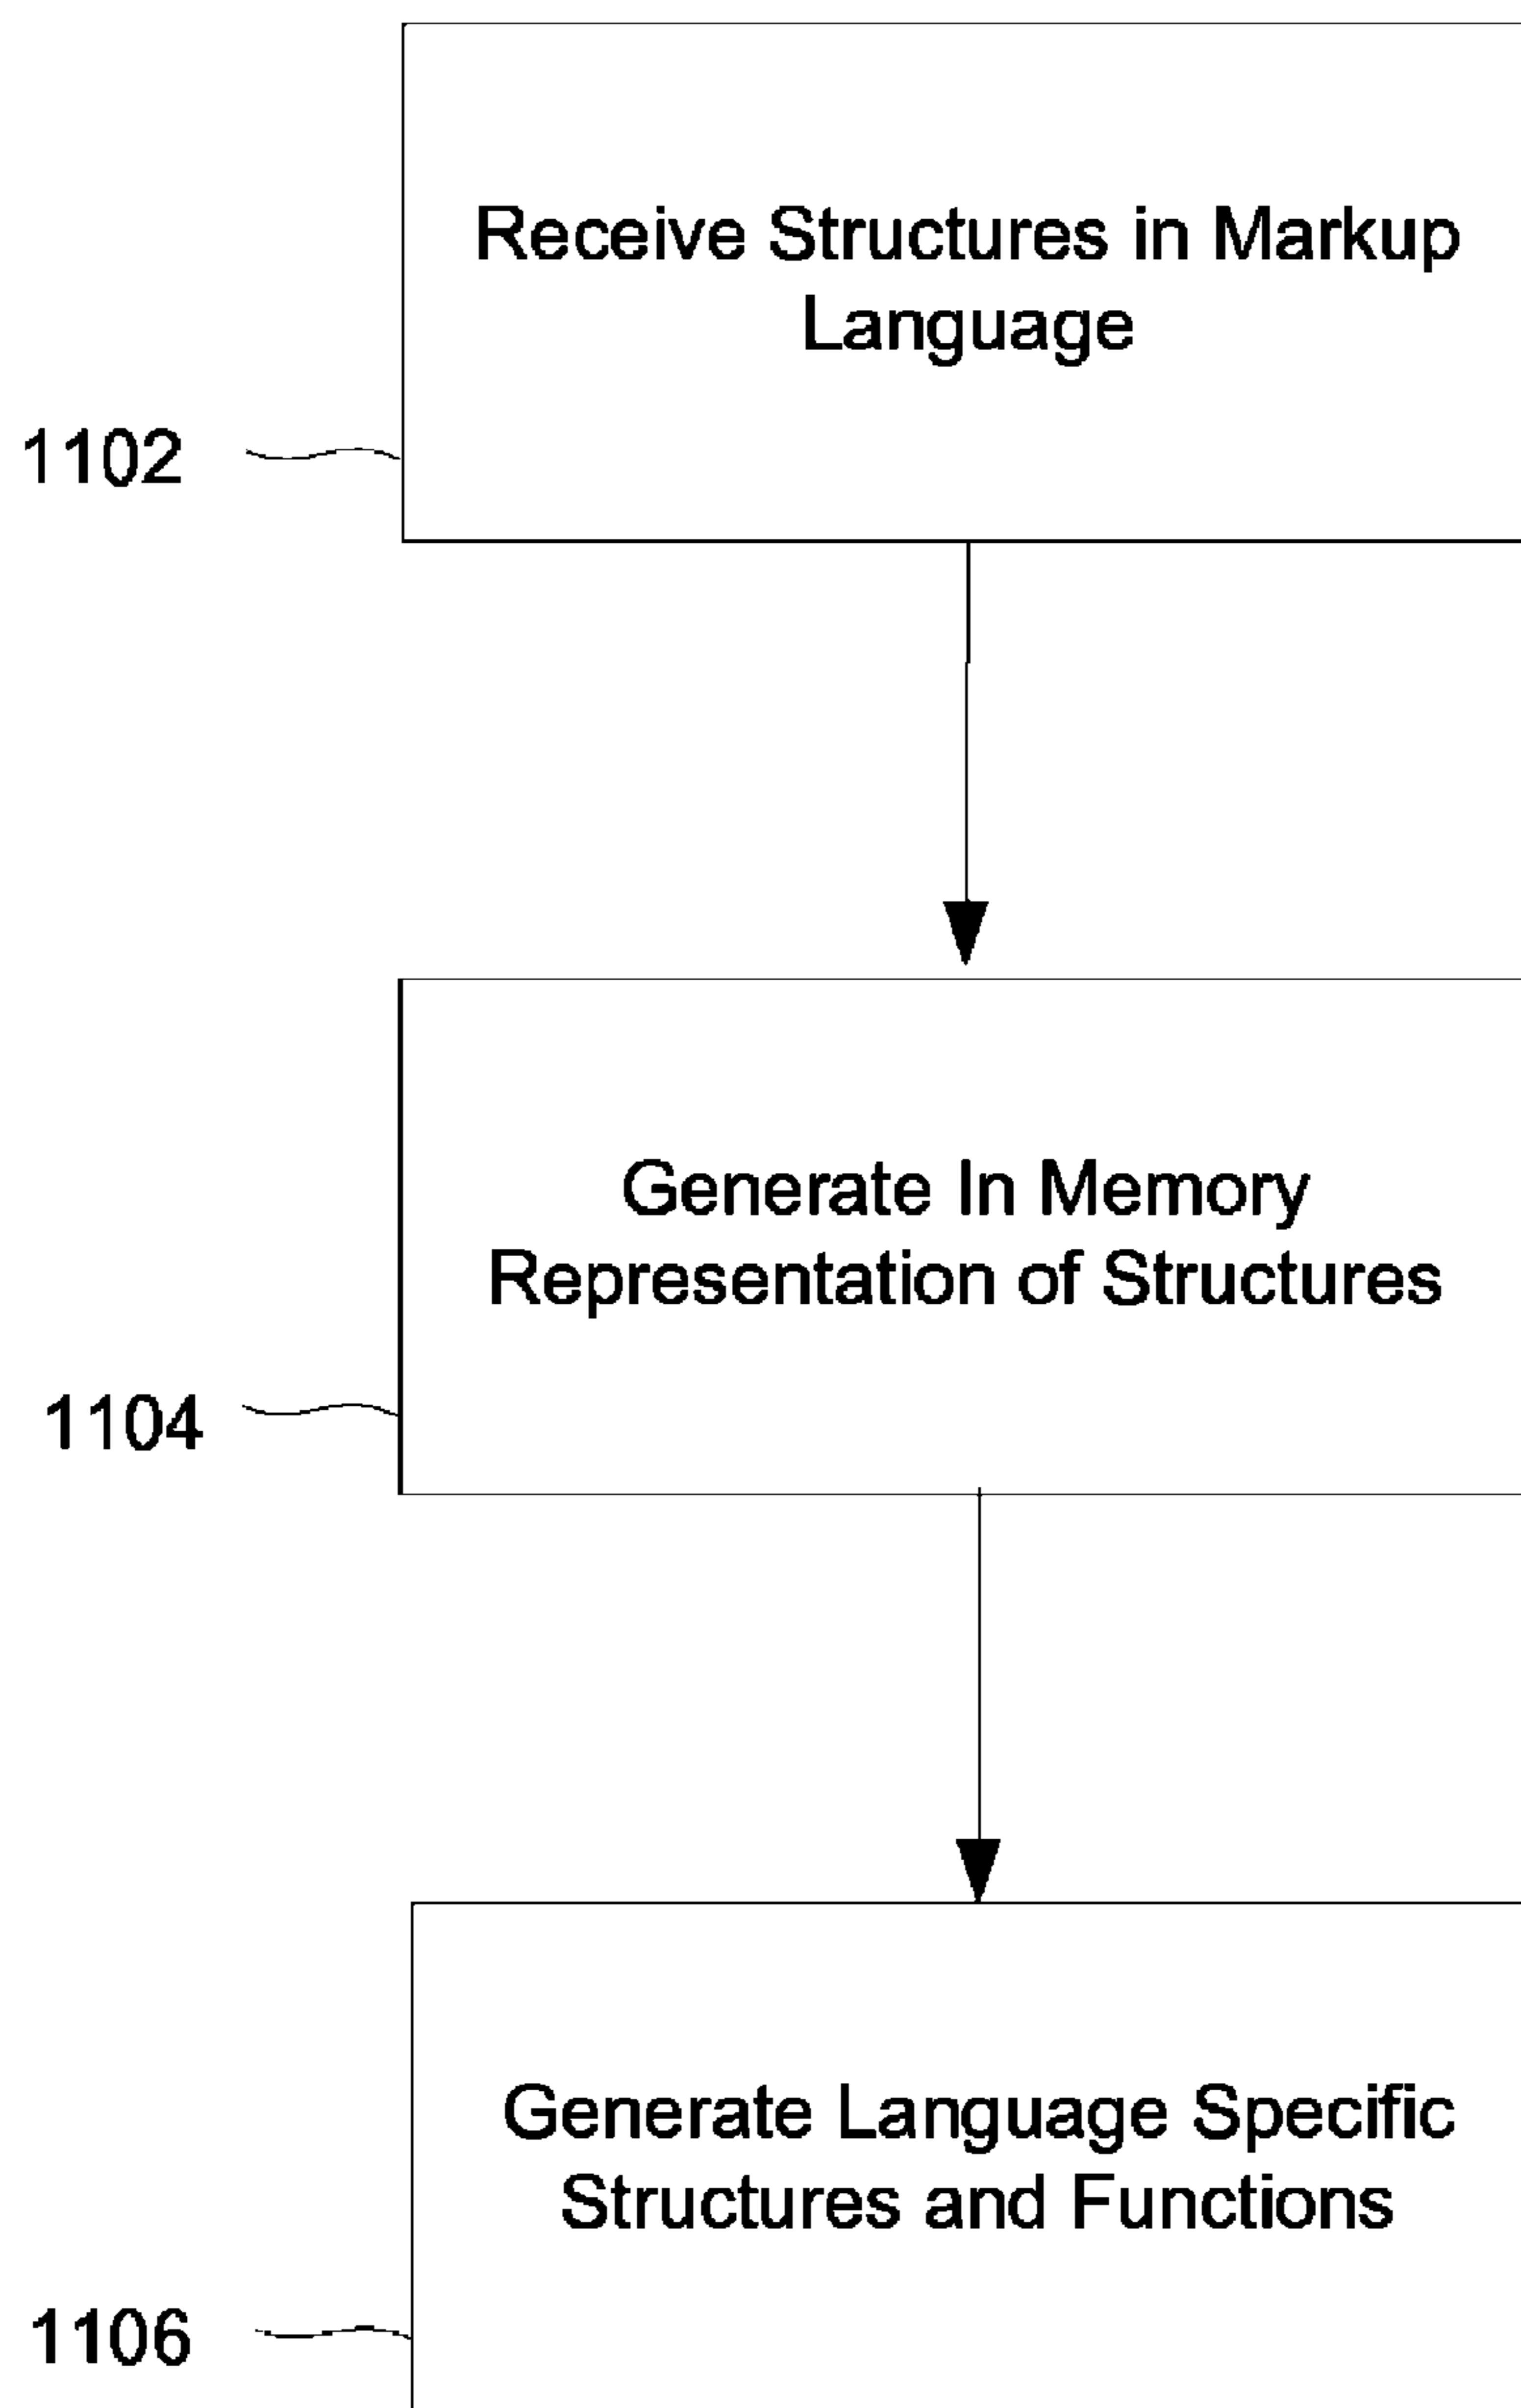 Receive Structures in Markup
Language
1102
Generate In Memory
Representation of Structures
1104
Generate Language Specific
Structures and Functions
1106